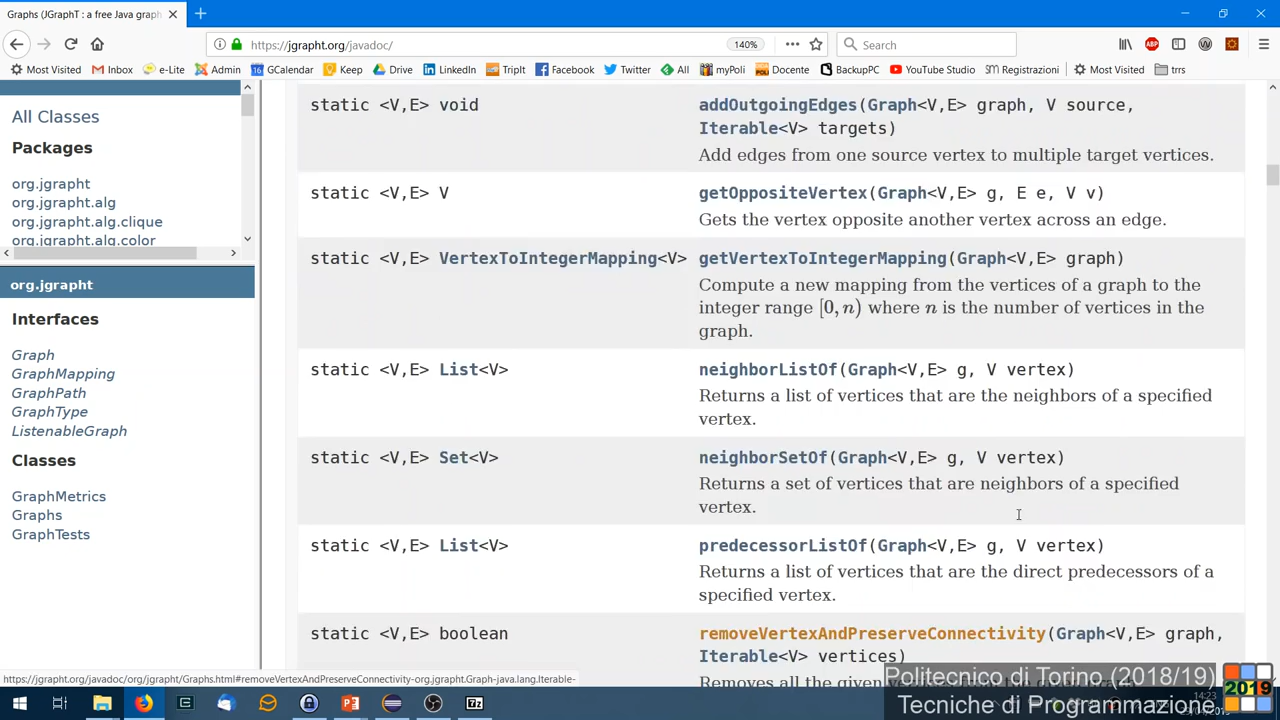 Graphs (JGraphT : a free Java graph
https://jgrapht.org/javadoc/
140%
Search
Most Visited
Inbox
e-Lite
Admin
GCalendar
Keep
Drive
LinkedIn
TripIt
Facebook
Twitter
All
myPoli
Docente
BackupPC
YouTube Studio
Registrazioni
Most Visited
trrs
All Classes
Packages
org.jgrapht
org.jgrapht.alg
org.jgrapht.alg.clique
org.jgrapht.alg.color
org.jgrapht
Interfaces
Graph
GraphMapping
GraphPath
GraphType
ListenableGraph
Classes
GraphMetrics
Graphs
GraphTests
static <V,E> void
addOutgoingEdges(Graph<V,E> graph, V source,
Iterable<V> targets)
Add edges from one source vertex to multiple target vertices.
static <V,E> V
getOppositeVertex(Graph<V,E> g, E e, V v)
Gets the vertex opposite another vertex across an edge.
static <V,E> VertexToIntegerMapping<V>
getVertexToIntegerMapping(Graph<V,E> graph)
Compute a new mapping from the vertices of a graph to the
integer range [0, n) where n is the number of vertices in the
graph.
static <V,E> List<V>
neighborListOf(Graph<V,E> g, V vertex)
Returns a list of vertices that are the neighbors of a specified
vertex.
static <V,E> Set<V>
neighborSetOf(Graph<V,E> g, V vertex)
Returns a set of vertices that are neighbors of a specified
vertex.
static <V,E> List<V>
predecessorListOf(Graph<V,E> g, V vertex)
Returns a list of vertices that are the direct predecessors of a
specified vertex.
static <V,E> boolean
removeVertexAndPreserveConnectivity(Graph<V,E> graph,
Iterable<V> vertices)
Removes all the given
https://jgrapht.org/javadoc/org/jgrapht/Graphs.html#removeVertexAndPreserveConnectivity-org.jgrapht.Graph-java.lang.Iterable-
Politecnico di Torino (2018/19)
Tecniche di Programmazione
2019
14:23